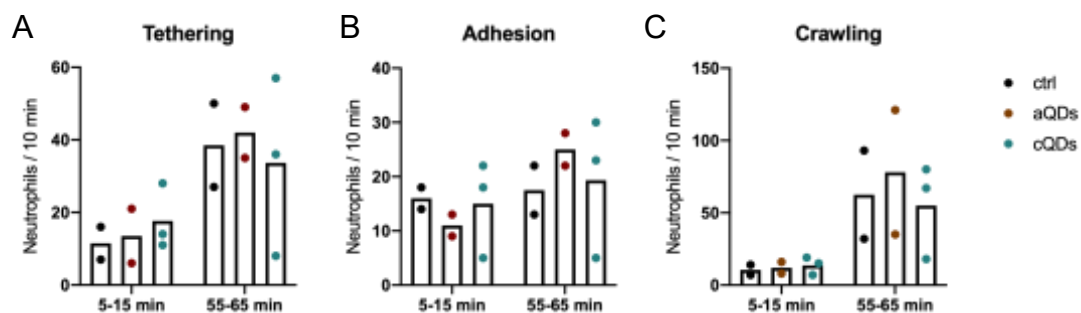 A
Tethering
Neutrophils / 10 min
60
40
20
0
5-15 min
55-65 min
B
Adhesion
Neutrophils / 10 min
40
30
20
10
0
5-15 min
55-65 min
C
Crawling
Neutrophils / 10 min
150
100
50
0
5-15 min
55-65 min
ctrl
aQDs
cQDs